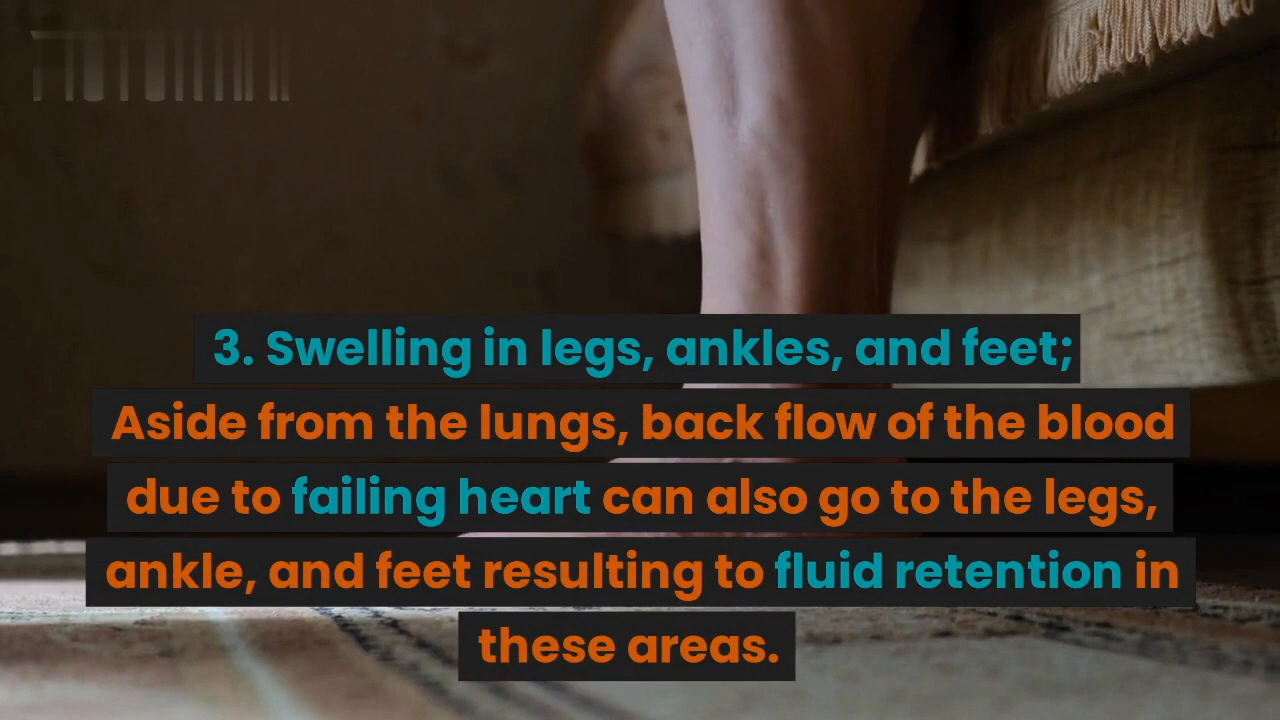 3. Swelling in legs, ankles, and feet;
Aside from the lungs, back flow of the blood
due to failing heart can also go to the legs,
ankle, and feet resulting to fluid retention in
these areas.